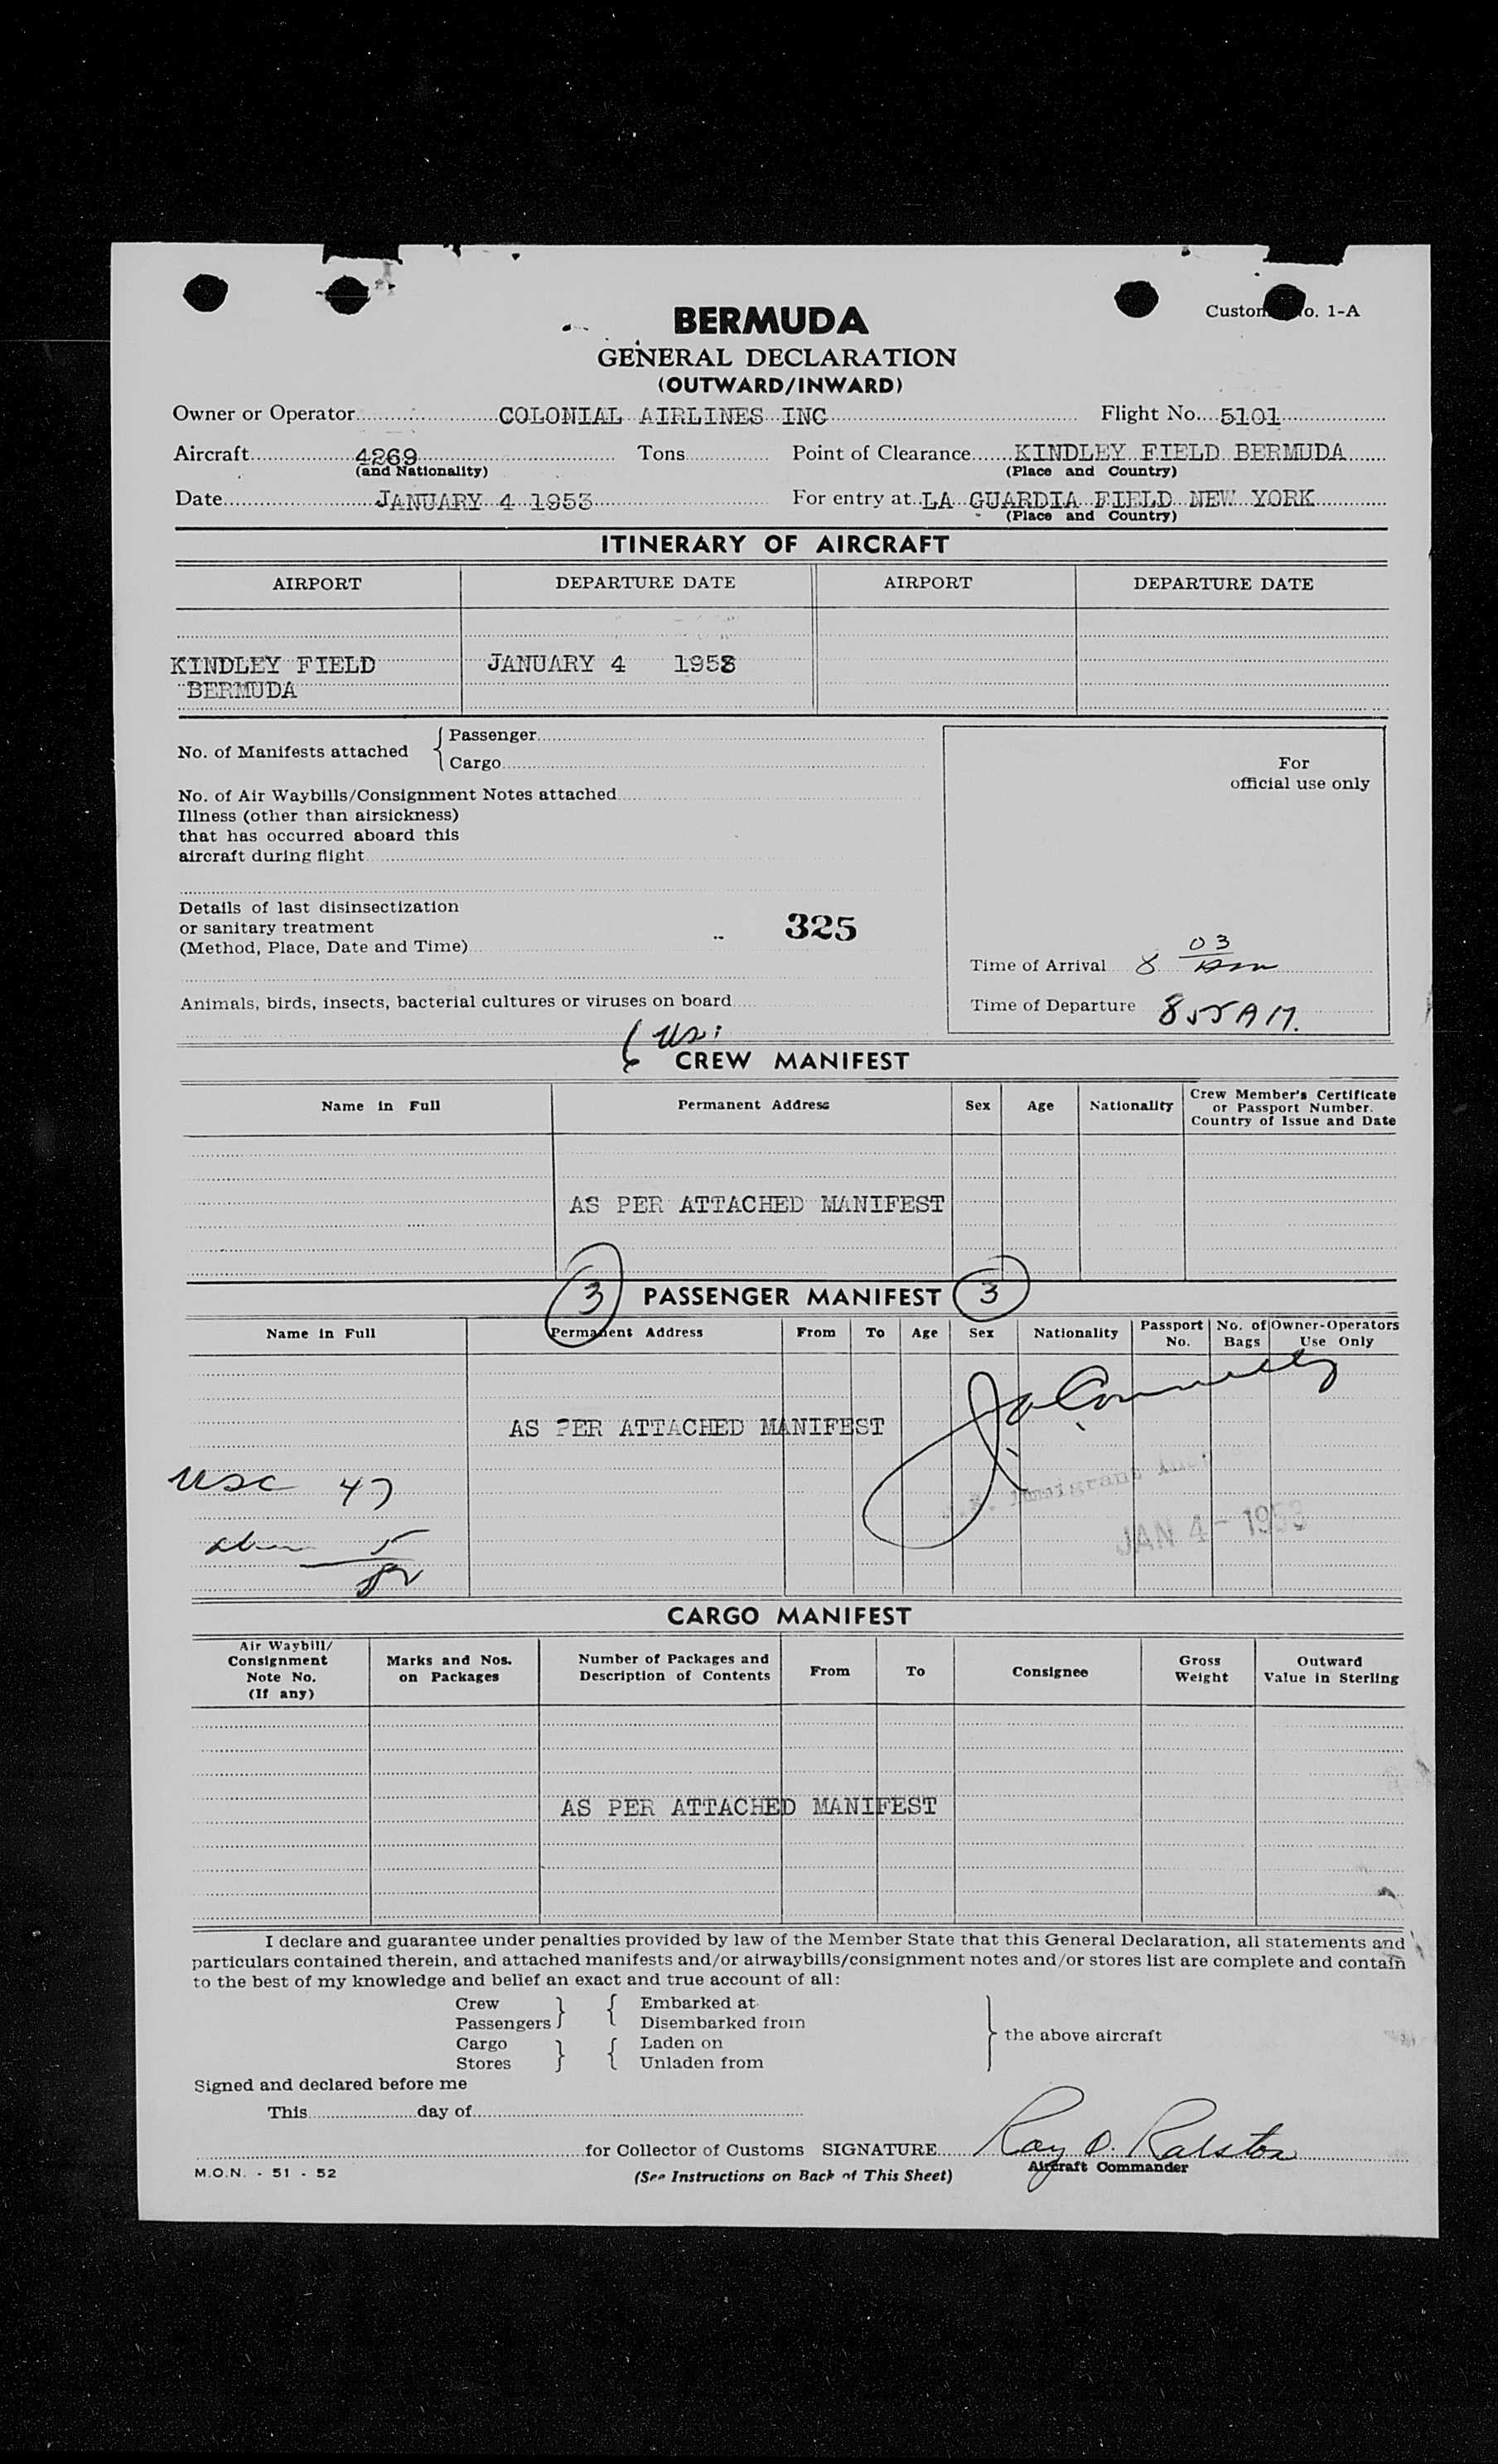 Custom o. 1-A
BERMUDA
GENERAL DECLARATION
(OUTWARD/INWARD)
Owner or Operator COLONIAL AIRLINES INC Flight No. 5101
Aircraft 4269 Tons Point of Clearance KINDLEY FIELD BERMUDA
(and Nationality) (Place and Country)
Date JANUARY 4 1953 For entry at LA GUARDIA FIELD NEW YORK
(Place and Country)
ITINERARY OF AIRCRAFT
AIRPORT DEPARTURE DATE AIRPORT DEPARTURE DATE
KINDLEY FIELD JANUARY 4 1953
BERMUDA
No. of Manifests attached { Passenger
Cargo
For
official use only
No. of Air Waybills/Consignment Notes attached
Illness (other than airsickness)
that has occurred aboard this
aircraft during flight
Details of last disinsectization
or sanitary treatment
(Method, Place, Date and Time)
325
Time of Arrival 8 03 Am
Animals, birds, insects, bacterial cultures or viruses on board
Time of Departure 855 AM.
6
CREW MANIFEST
Name in Full Permanent Address Sex Age Nationality Crew Member's Certificate
or Passport Number.
Country of Issue and Date
AS PER ATTACHED MANIFEST
3 PASSENGER MANIFEST 3
Name in Full Permanent Address From To Age Sex Nationality Passport No. No. of Bags Owner-Operators Use Only
AS PER ATTACHED MANIFEST
USC 47
5
52
Immigrant
JAN 4 - 1953
CARGO MANIFEST
Air Waybill/
Consignment
Note No.
(If any)
Marks and Nos.
on Packages
Number of Packages and
Description of Contents
From To Consignee
Gross
Weight
Outward
Value in Sterling
AS PER ATTACHED MANIFEST
I declare and guarantee under penalties provided by law of the Member State that this General Declaration, all statements and
particulars contained therein, and attached manifests and/or airwaybills/consignment notes and/or stores list are complete and contain
to the best of my knowledge and belief an exact and true account of all:
Crew } { Embarked at
Passengers Disembarked from
Cargo } { Laden on
Stores Unladen from
} the above aircraft
Signed and declared before me
This day of
for Collector of Customs SIGNATURE Ray O. Ralston
Aircraft Commander
M.O.N. - 51 - 52 (See Instructions on Back of This Sheet)